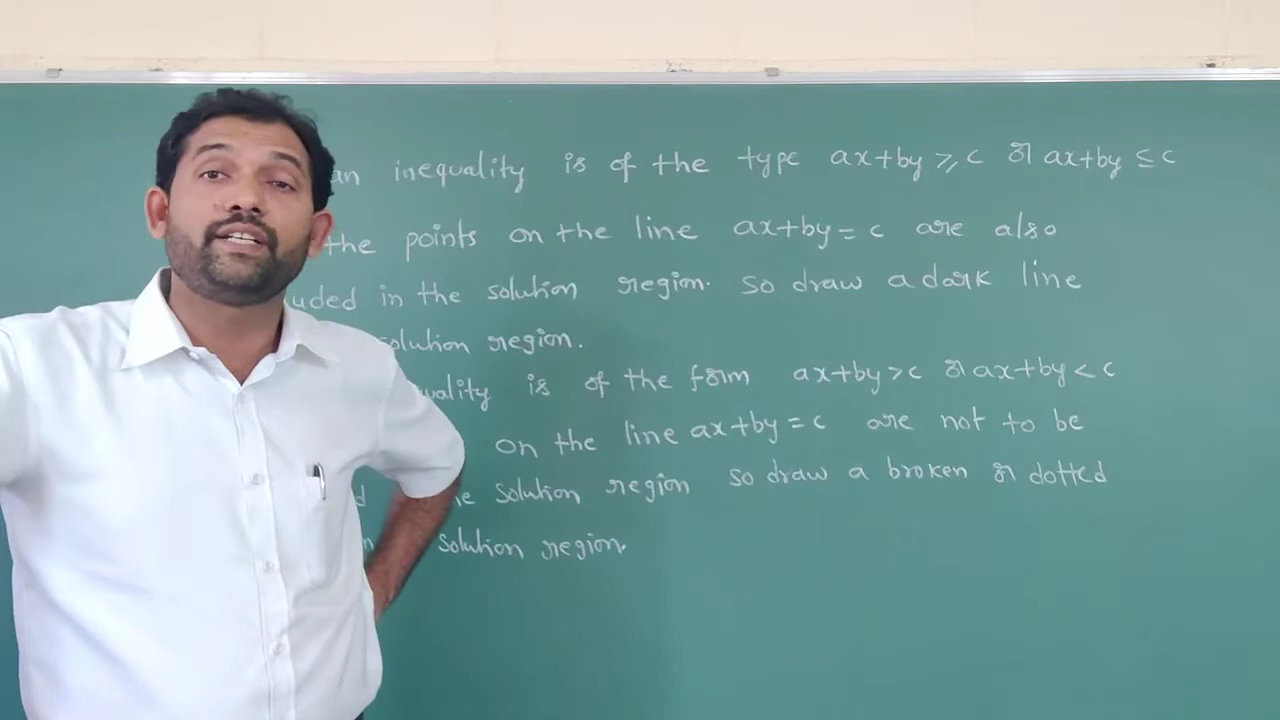 an inequality is of the type ax+by ⩾ c or ax+by ≤ c
the points on the line ax+by = c are also
uded in the solution region. so draw a dark line
solution region.
uality is of the form ax+by > c or ax+by < c
on the line ax+by = c are not to be
d the solution region so draw a broken or dotted
n solution region.